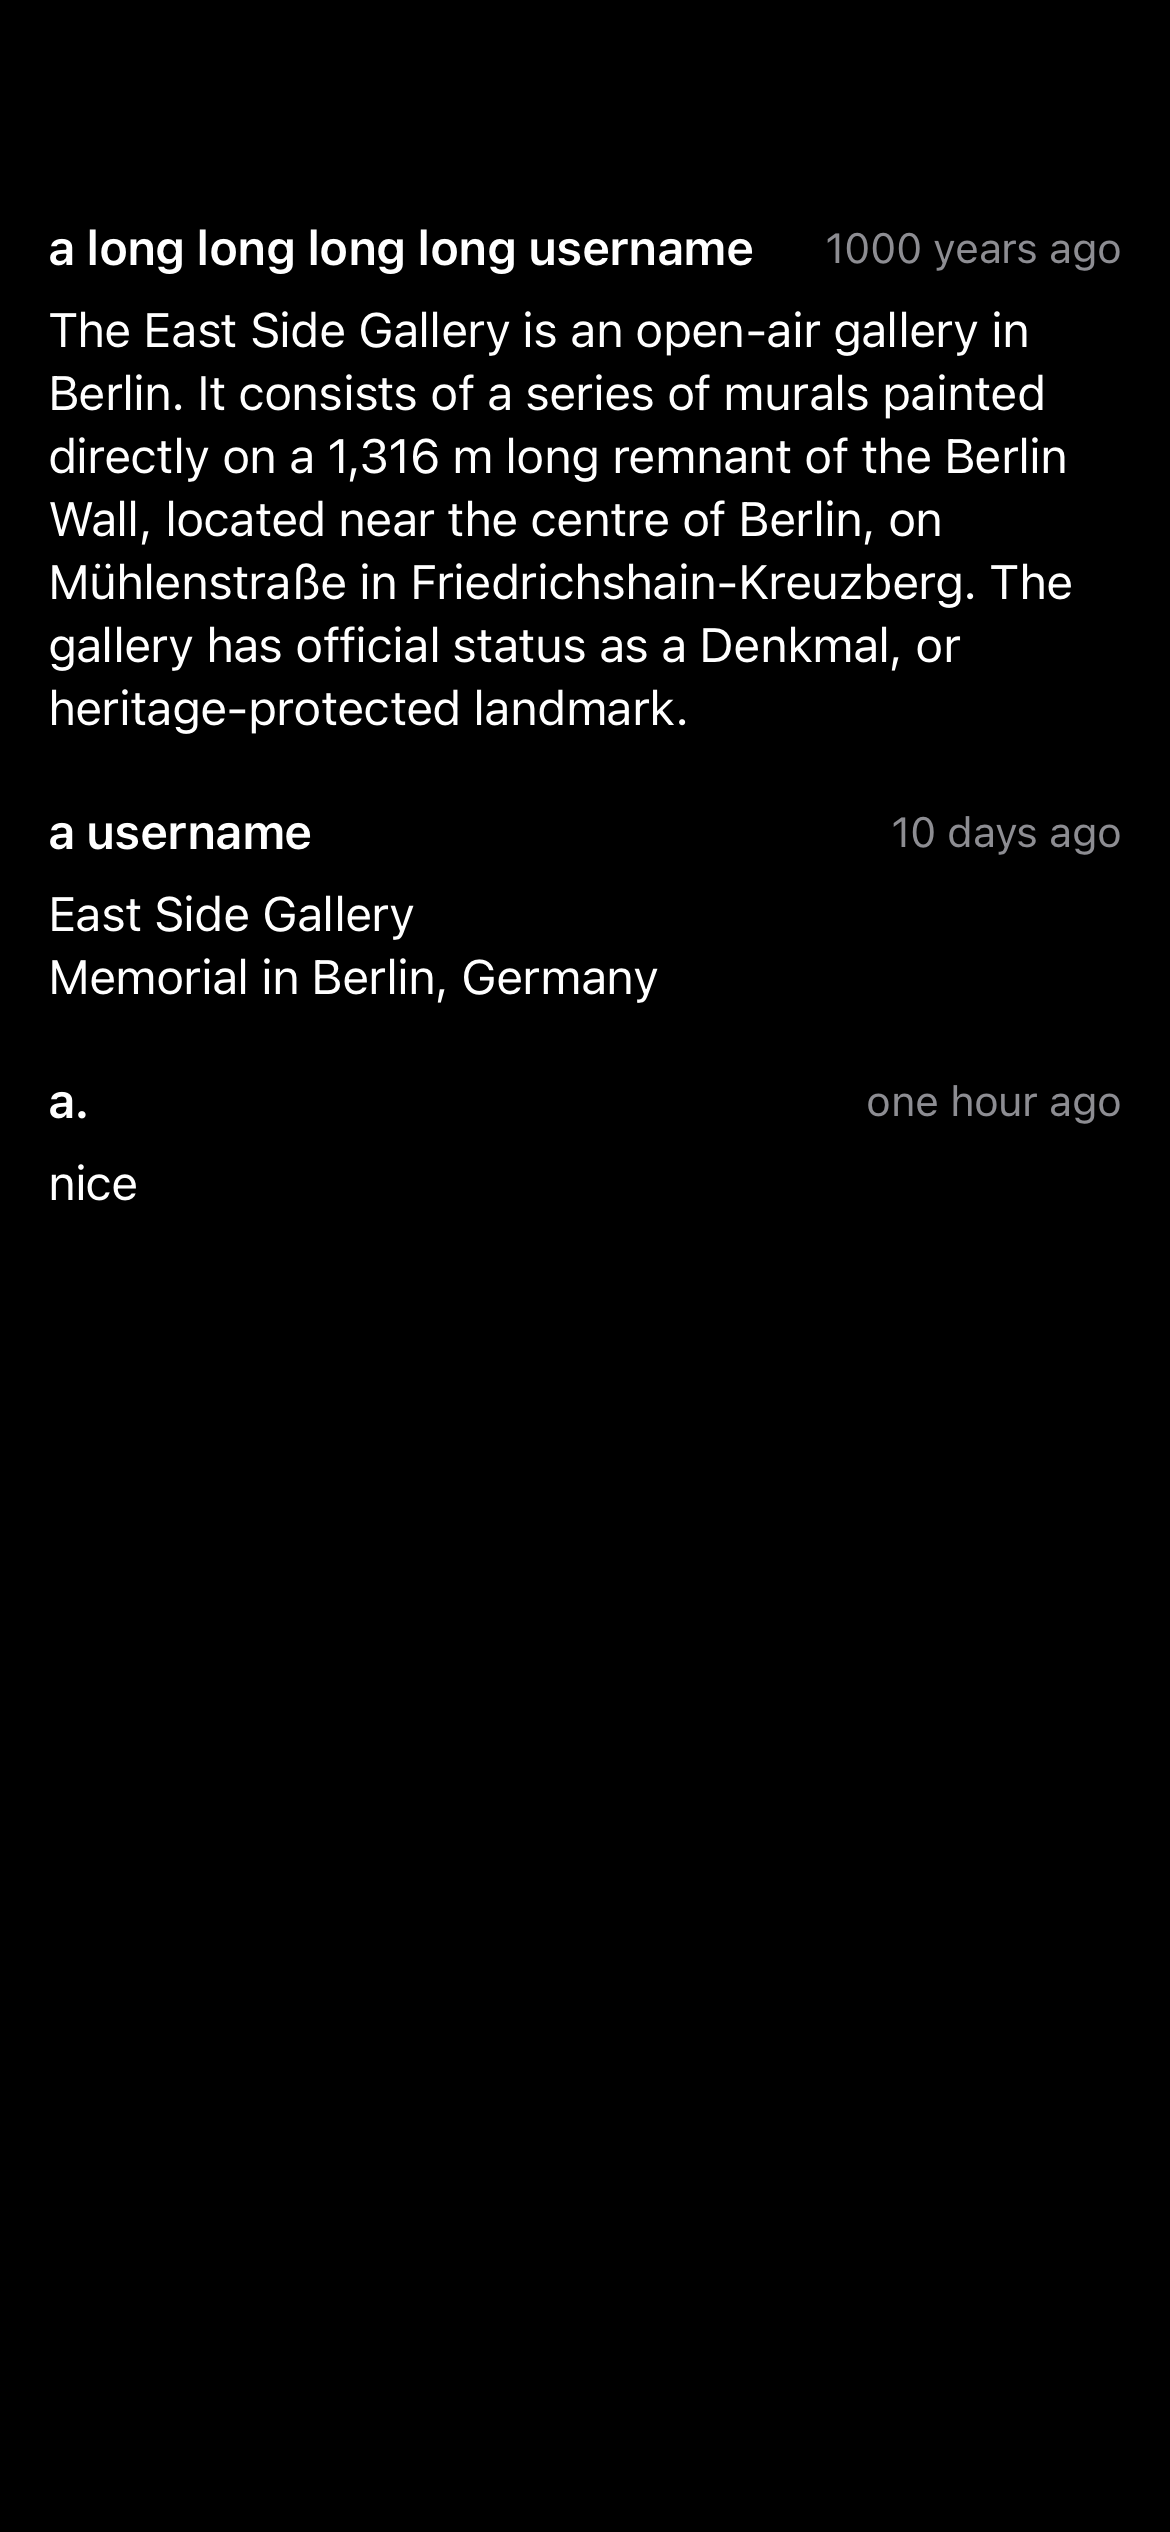 a long long long long username 1000 years ago
The East Side Gallery is an open-air gallery in
Berlin. It consists of a series of murals painted
directly on a 1,316 m long remnant of the Berlin
Wall, located near the centre of Berlin, on
Mühlenstraße in Friedrichshain-Kreuzberg. The
gallery has official status as a Denkmal, or
heritage-protected landmark.
a username 10 days ago
East Side Gallery
Memorial in Berlin, Germany
a. one hour ago
nice